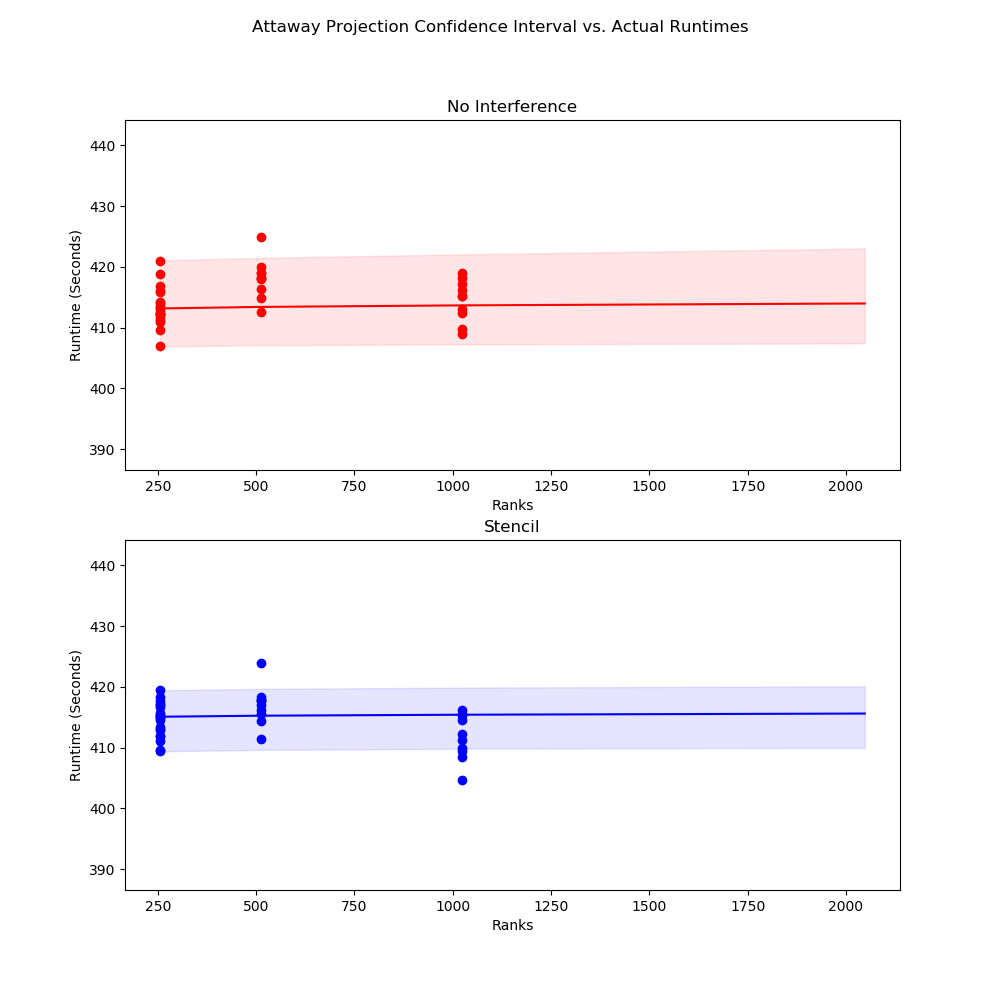 Attaway Projection Confidence Interval vs. Actual Runtimes
No Interference
440
430
420
410
400
390
Runtime (Seconds)
250 500 750 1000 1250 1500 1750 2000
Ranks
Stencil
440
430
420
410
400
390
Runtime (Seconds)
250 500 750 1000 1250 1500 1750 2000
Ranks